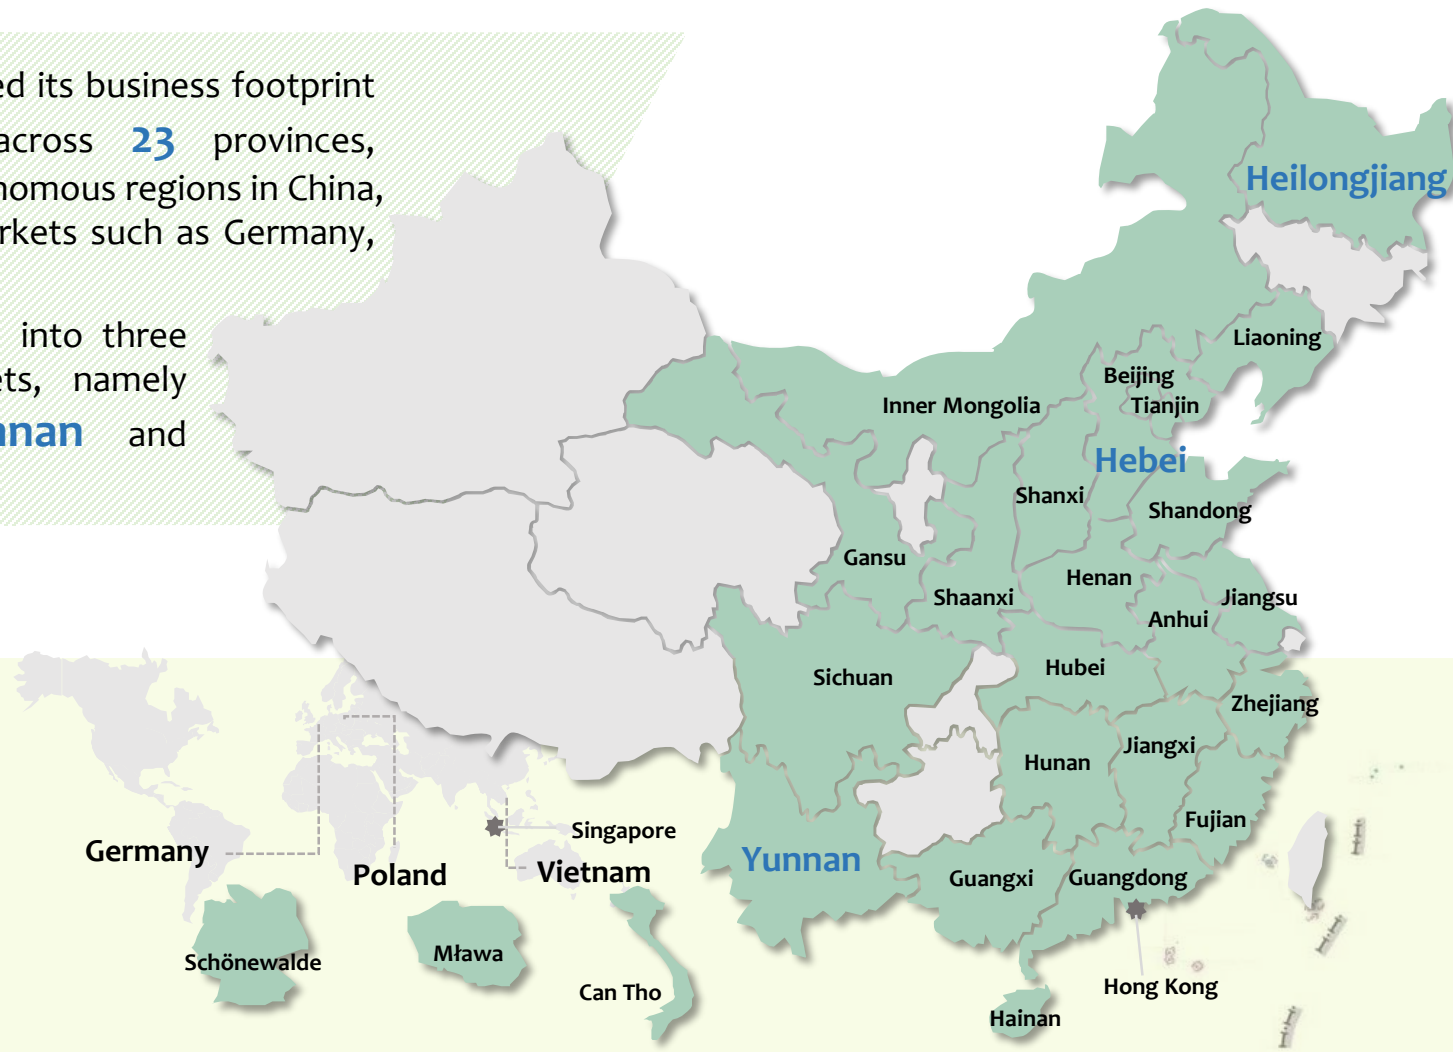 ed its business footprint
across 23 provinces,
nomous regions in China,
rkets such as Germany,
into three
ets, namely
nnan and
Heilongjiang
Liaoning
Beijing
Inner Mongolia
Tianjin
Hebei
Shanxi
Shandong
Gansu
Henan
Shaanxi
Jiangsu
Anhui
Hubei
Sichuan
Zhejiang
Jiangxi
Hunan
Fujian
Singapore
Germany
Yunnan
Poland
Vietnam
Guangxi
Guangdong
Mława
Schönewalde
Can Tho
Hong Kong
Hainan